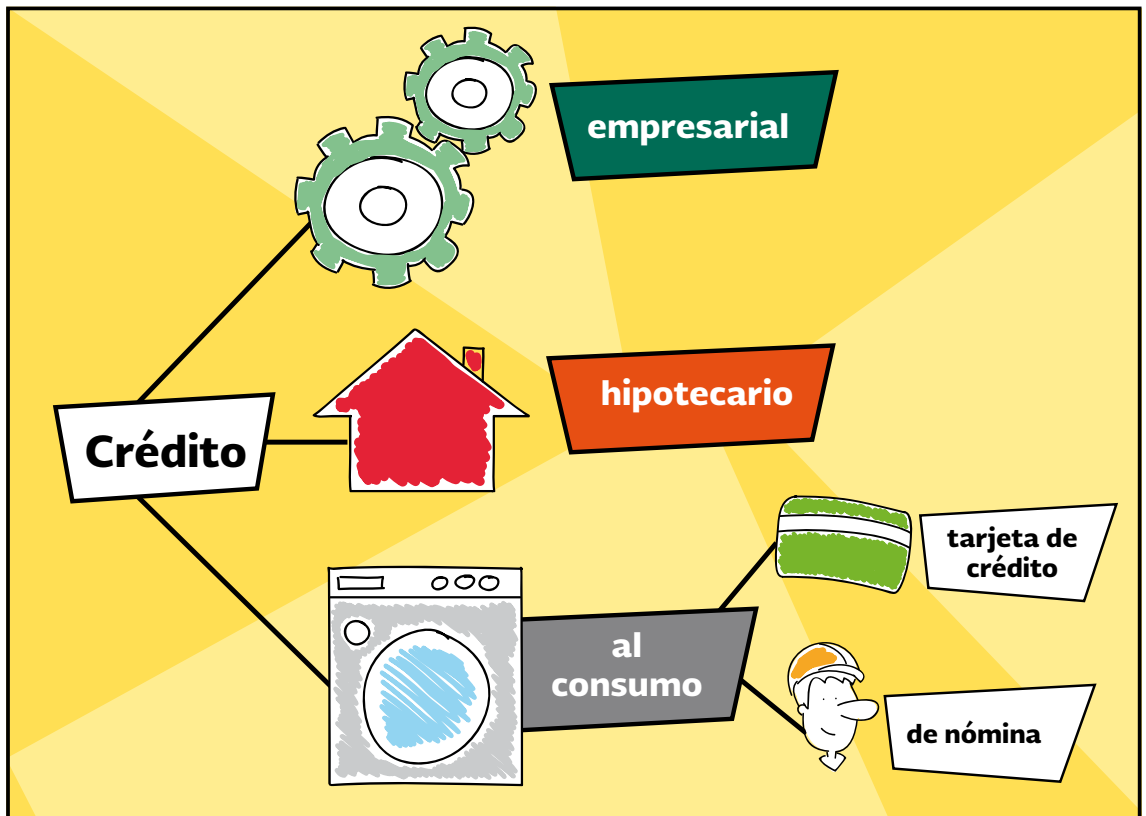 empresarial
hipotecario
Crédito
tarjeta de
crédito
al
consumo
de nómina